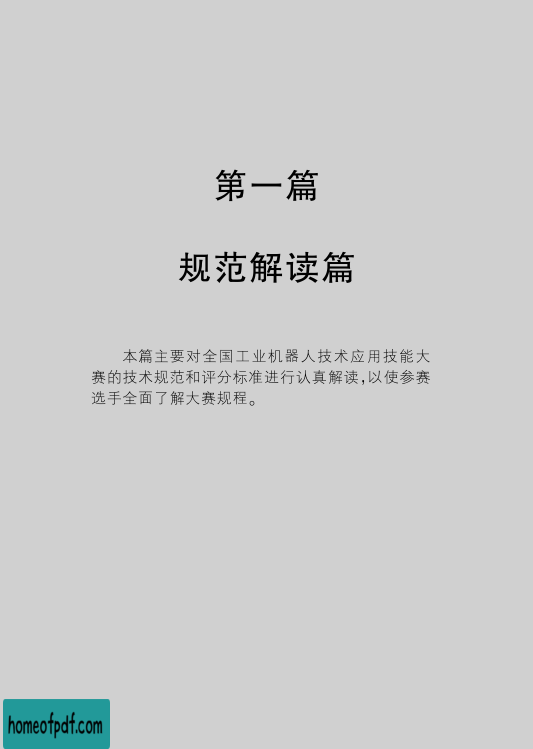 第一篇
规范解读篇
本篇主要对全国工业机器人技术应用技能大
赛的技术规范和评分标准进行认真解读,以使参赛
选手全面了解大赛规程。
homeofpdf.com